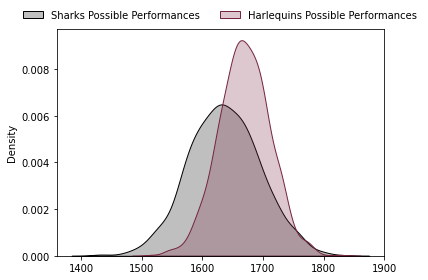 Sharks Possible Performances
Harlequins Possible Performances
Density
0.008
0.006
0.004
0.002
0.000
1400 1500 1600 1700 1800 1900